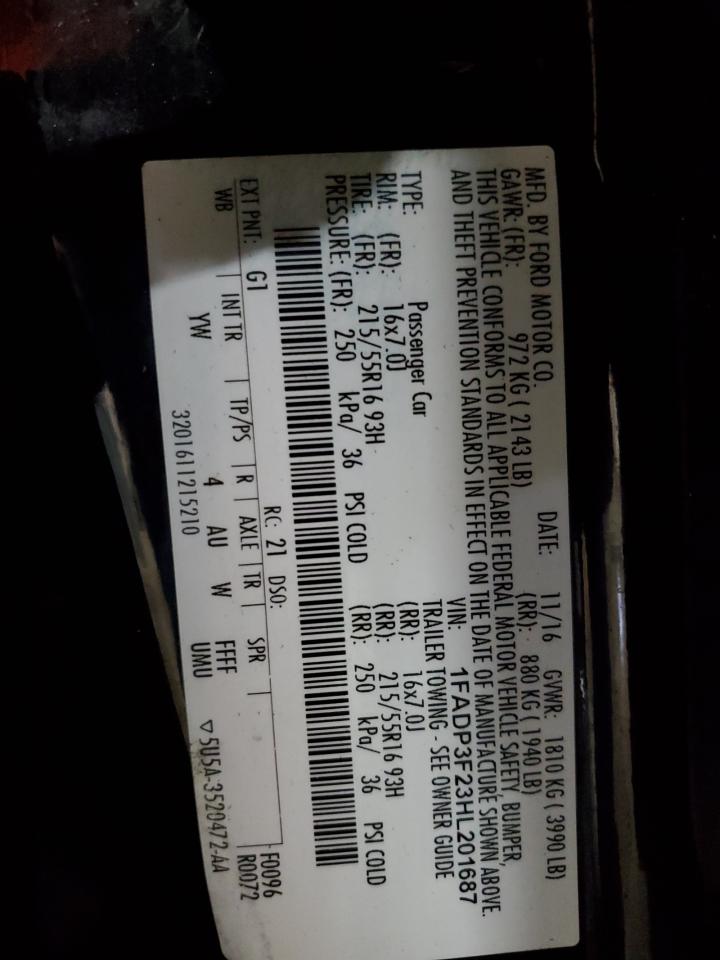 MFD. BY FORD MOTOR CO. DATE: 11/16 GVWR: 1810 KG ( 3990 LB)
GAWR: (FR): 972 KG ( 2143 LB) (RR): 880 KG ( 1940 LB)
THIS VEHICLE CONFORMS TO ALL APPLICABLE FEDERAL MOTOR VEHICLE SAFETY, BUMPER,
AND THEFT PREVENTION STANDARDS IN EFFECT ON THE DATE OF MANUFACTURE SHOWN ABOVE.
VIN: 1FADP3F23HL201687
TYPE: Passenger Car TRAILER TOWING - SEE OWNER GUIDE
RIM: (FR): 16x7.0J (RR): 16x7.0J
TIRE: (FR): 215/55R16 93H (RR): 215/55R16 93H
PRESSURE: (FR): 250 kPa/ 36 PSI COLD (RR): 250 kPa/ 36 PSI COLD
EXT PNT: G1 RC: 21 DSO: F0096
WB INT TR TP/PS R AXLE TR SPR R0072
YW 4 AU W FFFF
UMU
3201611215210 ▽5U5A-3520472-AA